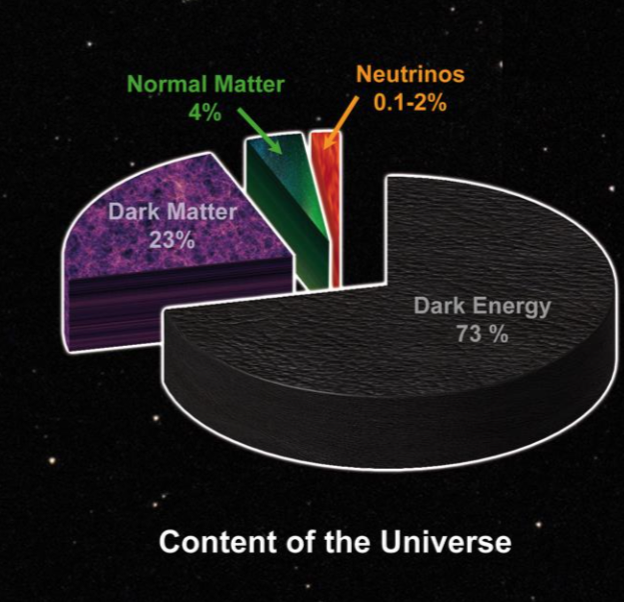 Neutrinos
0.1-2%
Normal Matter
4%
Dark Matter
23%
Dark Energy
73 %
Content of the Universe